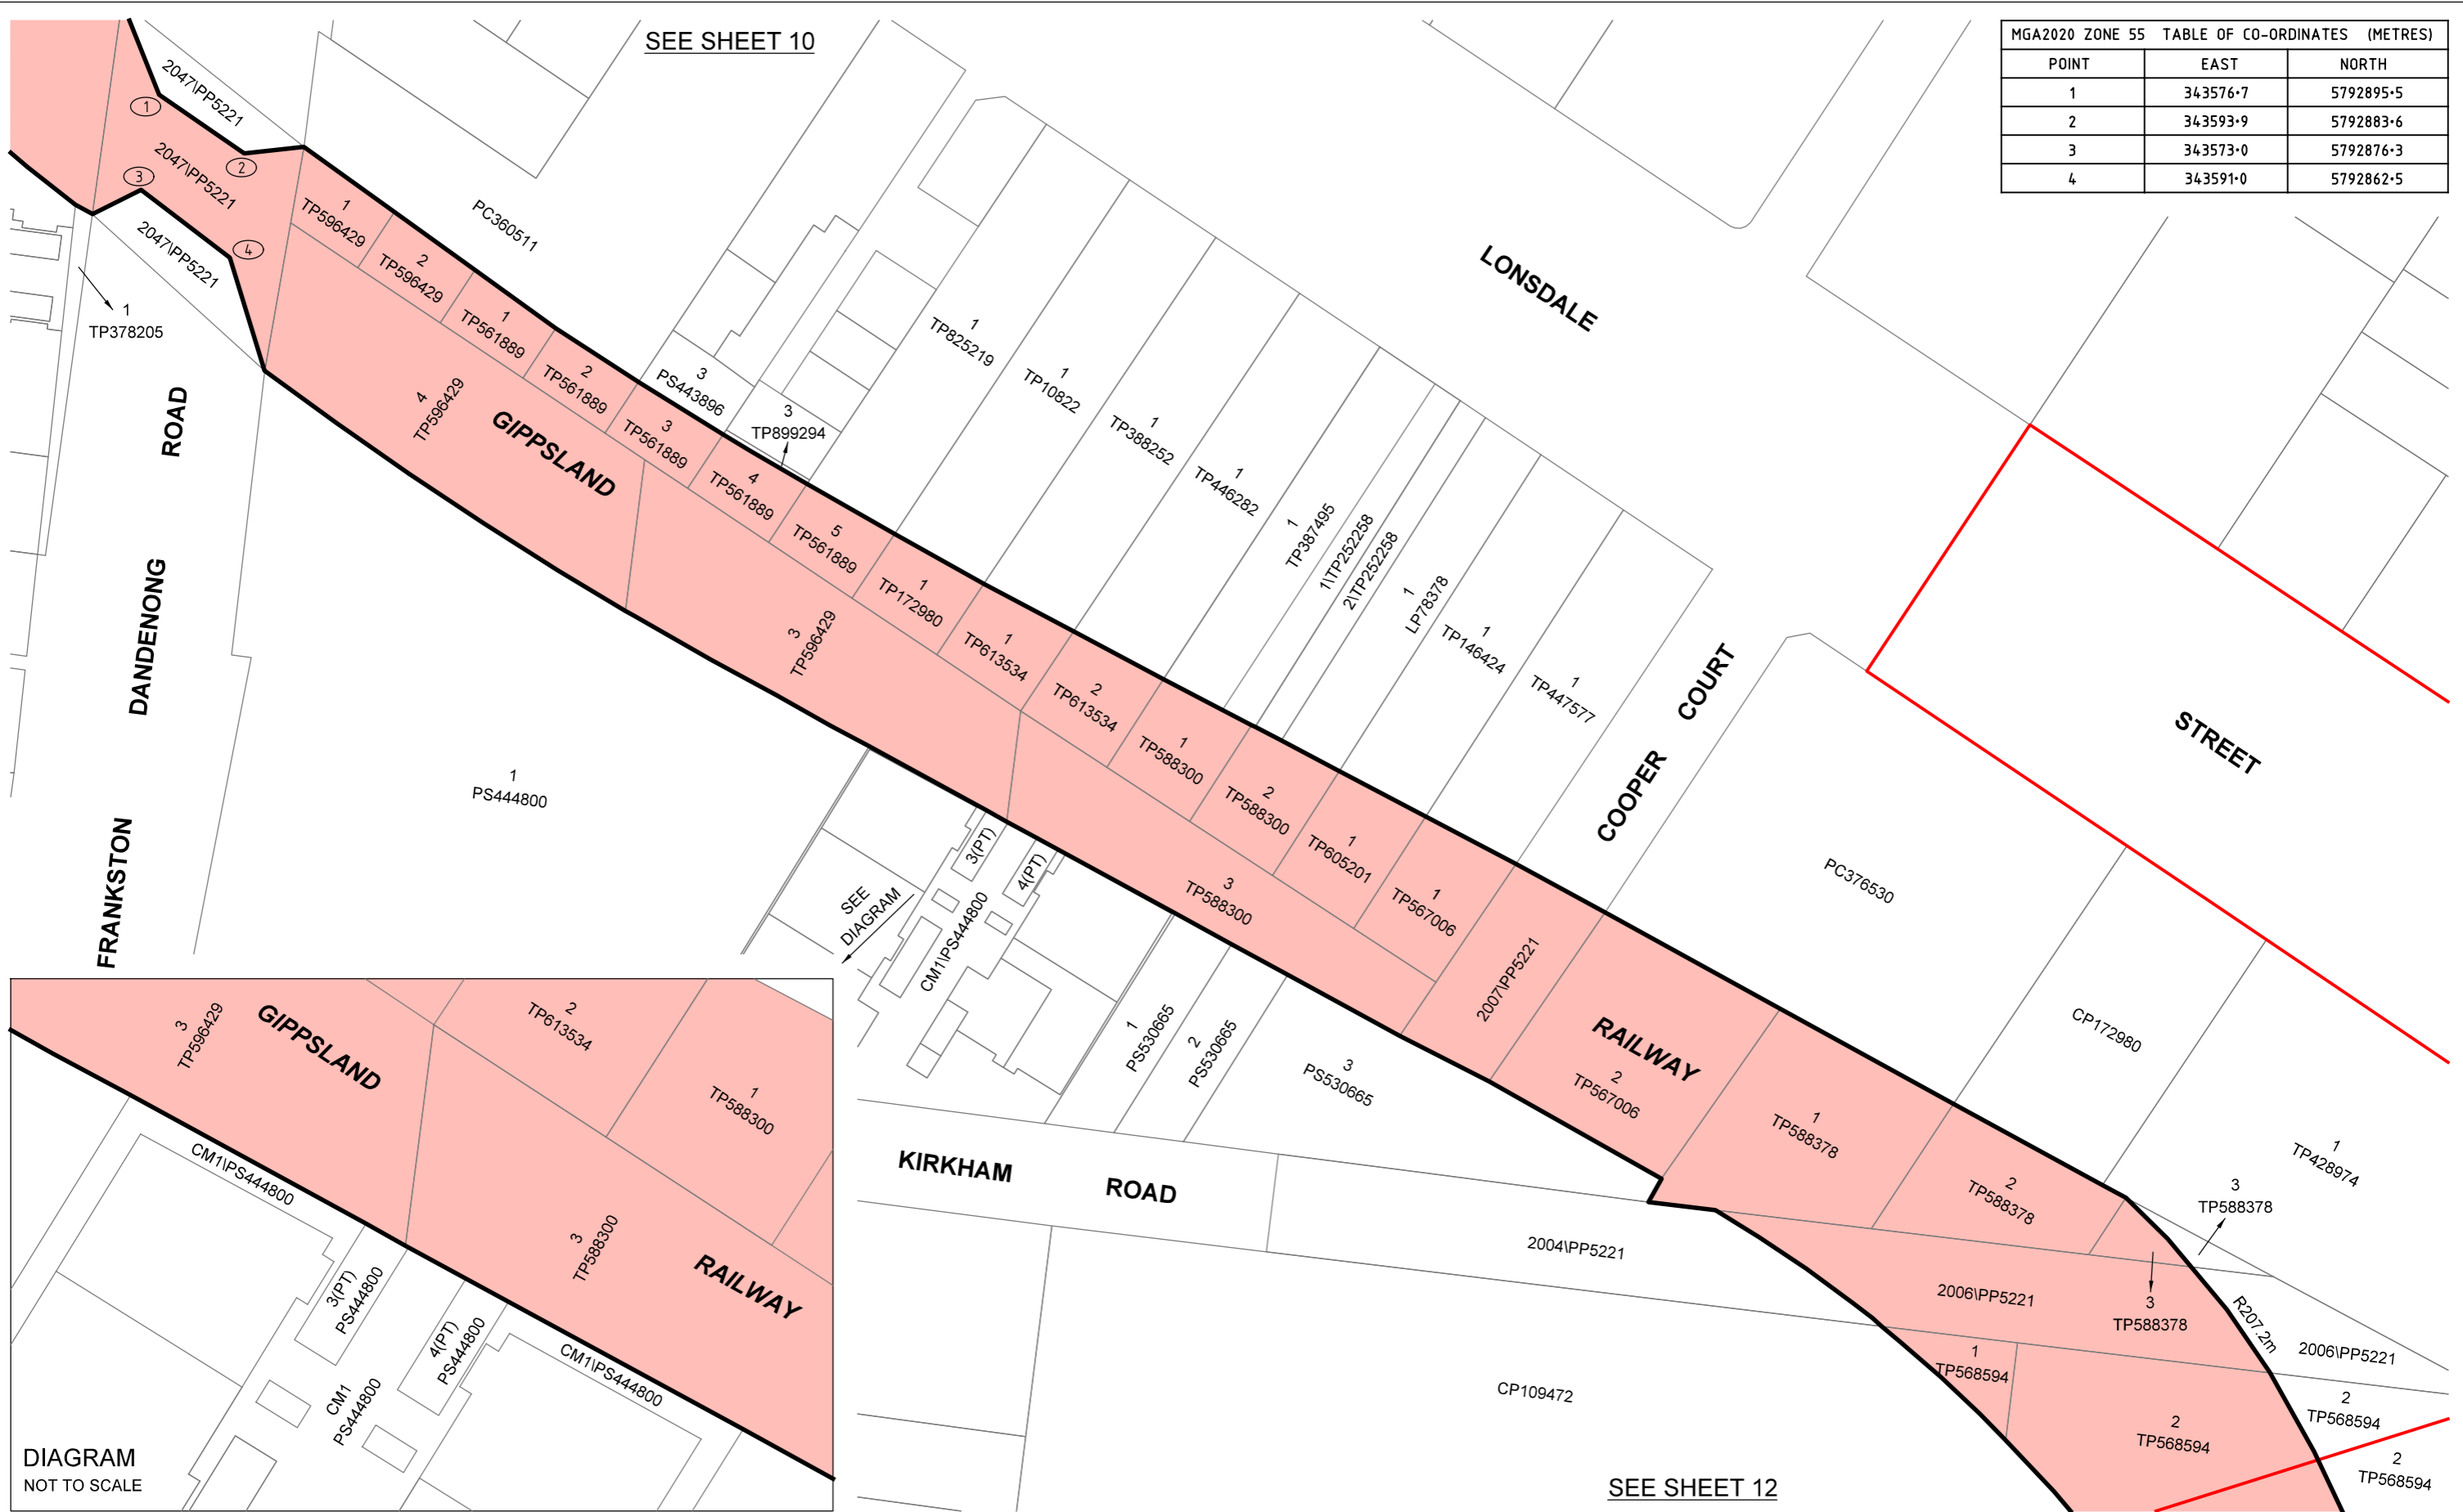 SEE SHEET 10
MGA2020 ZONE 55 TABLE OF CO-ORDINATES (METRES)
POINT EAST NORTH
1 343576·7 5792895·5
2 343593·9 5792883·6
3 343573·0 5792876·3
4 343591·0 5792862·5
2047\PP5221
1
2
2047\PP5221
3
4
2047\PP5221
1
TP378205
PC360511
1
TP596429
2
TP596429
1
TP561889
2
TP561889
3
TP561889
4
TP561889
5
TP561889
1
TP172980
1
TP613534
2
TP613534
1
TP588300
2
TP588300
1
TP605201
1
TP567006
3
PS443896
3
TP899294
1
TP825219
1
TP10822
1
TP388252
1
TP446282
1
TP387495
1\TP252258
2\TP252258
1
LP78378
1
TP146424
1
TP447577
LONSDALE
STREET
COOPER COURT
4
TP596429
GIPPSLAND
3
TP596429
3
TP588300
2007\PP5221
RAILWAY
2
TP567006
1
TP588378
2
TP588378
PC376530
CP172980
1
TP428974
3
TP588378
FRANKSTON DANDENONG ROAD
1
PS444800
3(PT)
4(PT)
SEE
DIAGRAM
CM1\PS444800
1
PS530665
2
PS530665
3
PS530665
KIRKHAM ROAD
2004\PP5221
2006\PP5221
3
TP588378
R207.2m
2006\PP5221
1
TP568594
2
TP568594
2
TP568594
2
TP568594
CP109472
SEE SHEET 12
3
TP596429
GIPPSLAND
2
TP613534
1
TP588300
CM1\PS444800
3
TP588300
RAILWAY
3(PT)
PS444800
4(PT)
PS444800
CM1
PS444800
CM1\PS444800
DIAGRAM
NOT TO SCALE